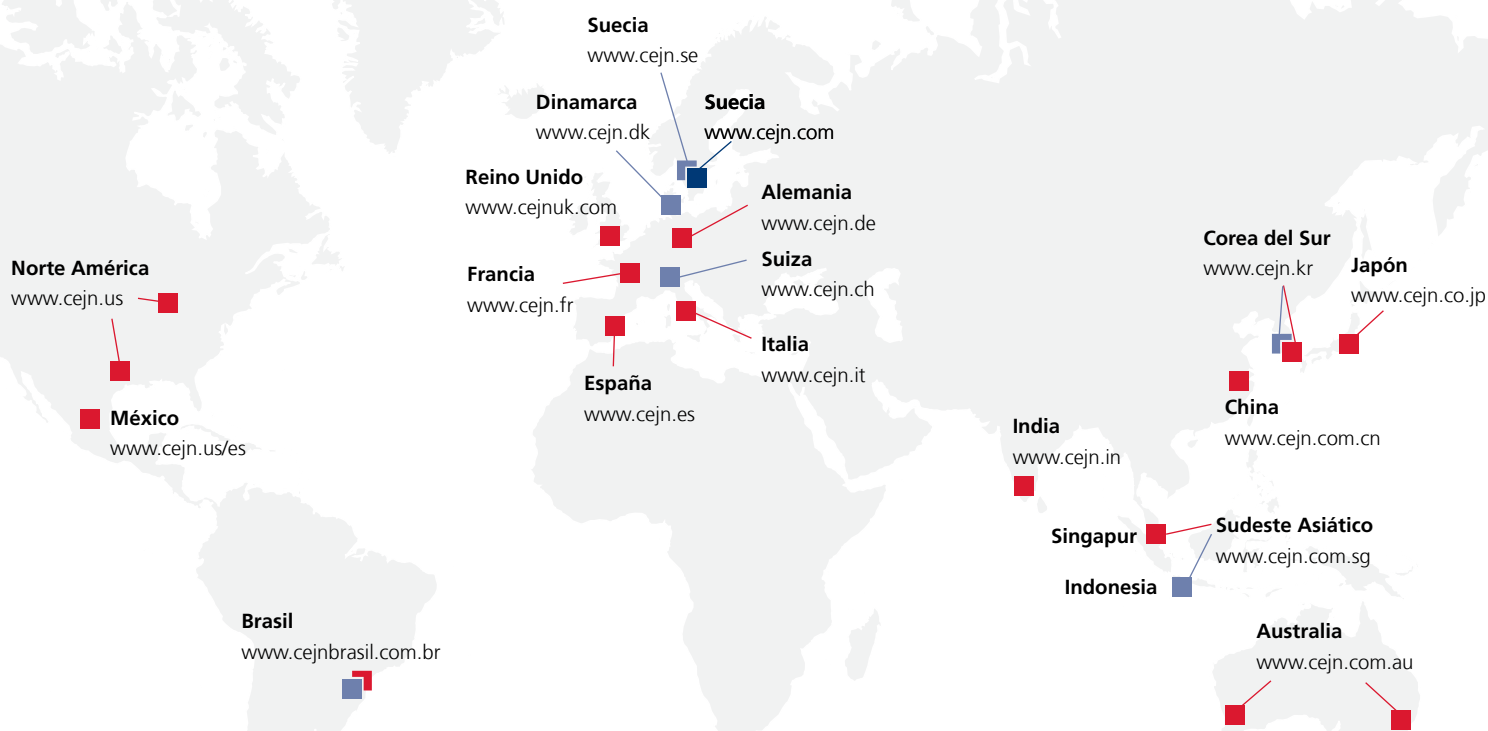 Suecia
www.cejn.se
Dinamarca
www.cejn.dk
Suecia
www.cejn.com
Reino Unido
www.cejnuk.com
Alemania
www.cejn.de
Norte América
www.cejn.us
Francia
www.cejn.fr
Suiza
www.cejn.ch
Corea del Sur
www.cejn.kr
Japón
www.cejn.co.jp
Italia
www.cejn.it
España
www.cejn.es
México
www.cejn.us/es
China
www.cejn.com.cn
India
www.cejn.in
Singapur
Sudeste Asiático
www.cejn.com.sg
Indonesia
Brasil
www.cejnbrasil.com.br
Australia
www.cejn.com.au